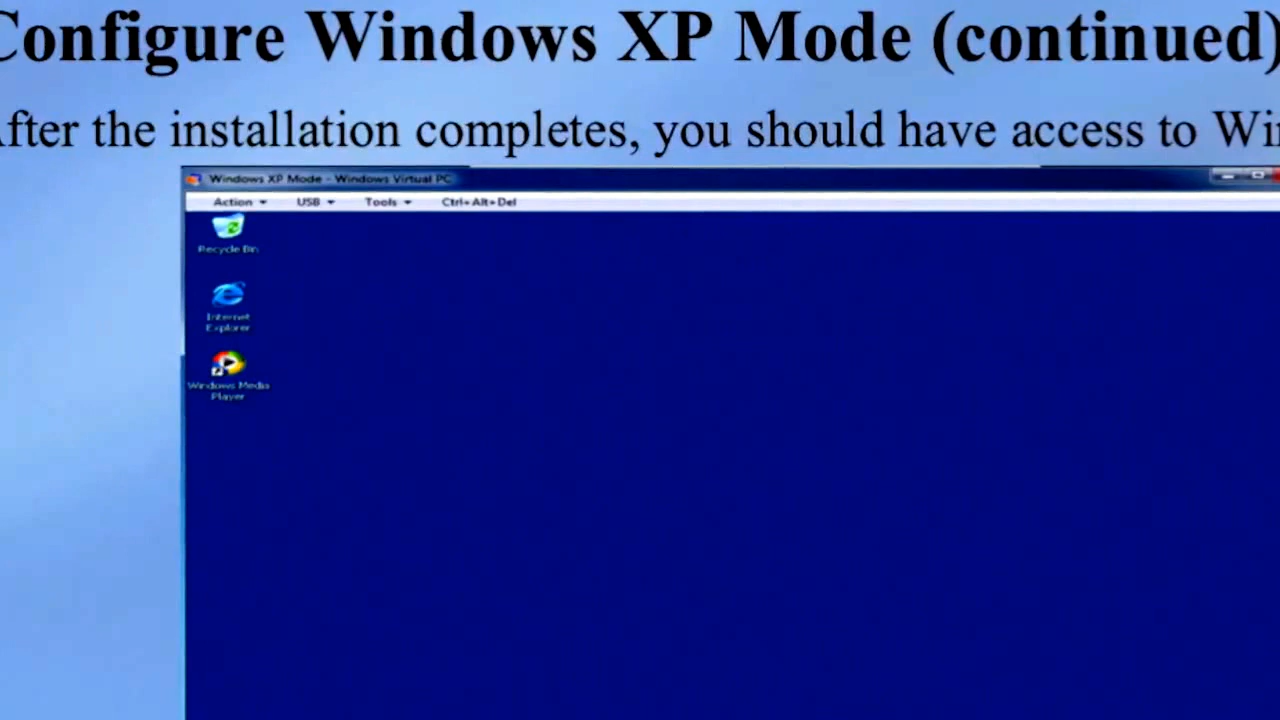 Configure Windows XP Mode (continued)
After the installation completes, you should have access to Wi
Windows XP Mode - Windows Virtual PC
Action USB Tools Ctrl+Alt+Del
Recycle Bin
Internet
Explorer
Windows Media
Player